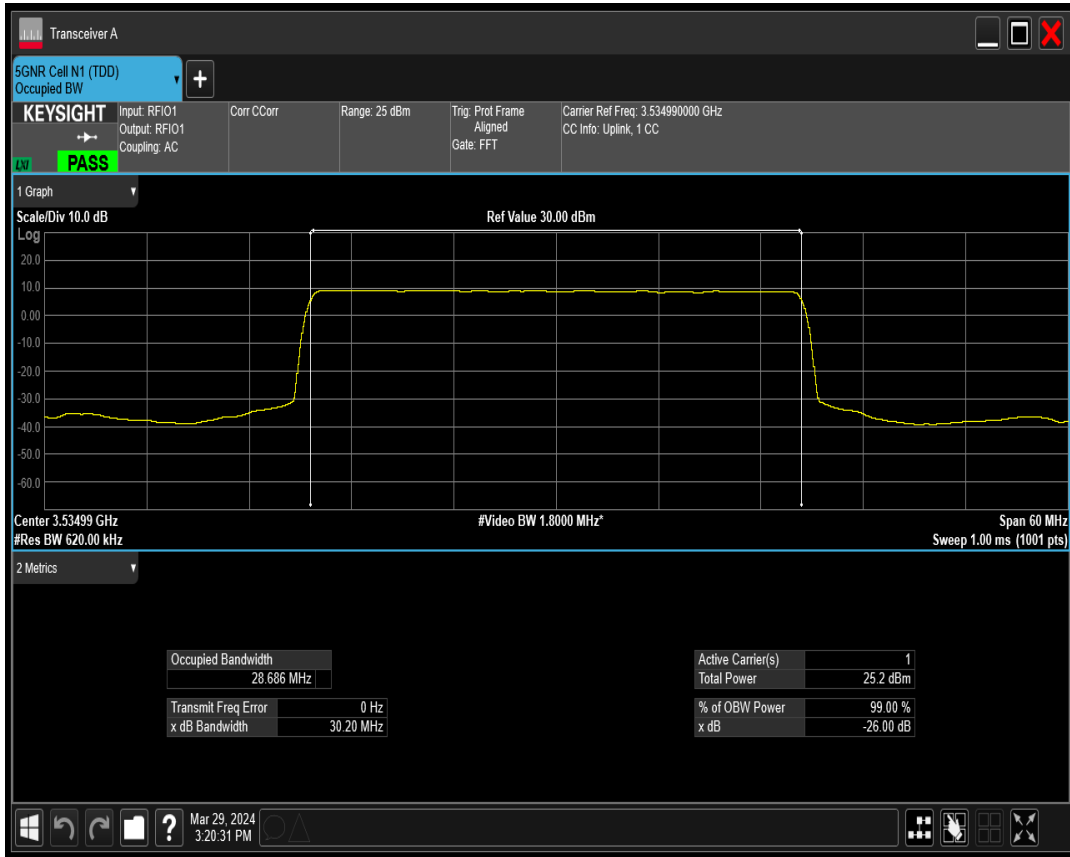 Transceiver A
5GNR Cell N1 (TDD)
Occupied BW
KEYSIGHT
LXI
PASS
Input: RFIO1
Output: RFIO1
Coupling: AC
Corr CCorr
Range: 25 dBm
Trig: Prot Frame
Aligned
Gate: FFT
Carrier Ref Freq: 3.534990000 GHz
CC Info: Uplink, 1 CC
1 Graph
Scale/Div 10.0 dB
Ref Value 30.00 dBm
Log
20.0
10.0
0.00
-10.0
-20.0
-30.0
-40.0
-50.0
-60.0
Center 3.53499 GHz
#Video BW 1.8000 MHz*
Span 60 MHz
#Res BW 620.00 kHz
Sweep 1.00 ms (1001 pts)
2 Metrics
Occupied Bandwidth
28.686 MHz
Transmit Freq Error 0 Hz
x dB Bandwidth 30.20 MHz
Active Carrier(s) 1
Total Power 25.2 dBm
% of OBW Power 99.00 %
x dB -26.00 dB
?
Mar 29, 2024
3:20:31 PM